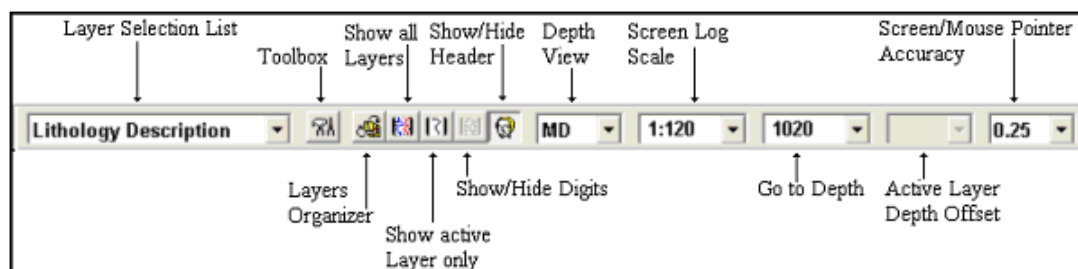 Layer Selection List
Toolbox
Show all
Layers
Show/Hide
Header
Depth
View
Screen Log
Scale
Screen/Mouse Pointer
Accuracy
Lithology Description
MD
1:120
1020
0.25
Layers
Organizer
Show active
Layer only
Show/Hide Digits
Go to Depth
Active Layer
Depth Offset